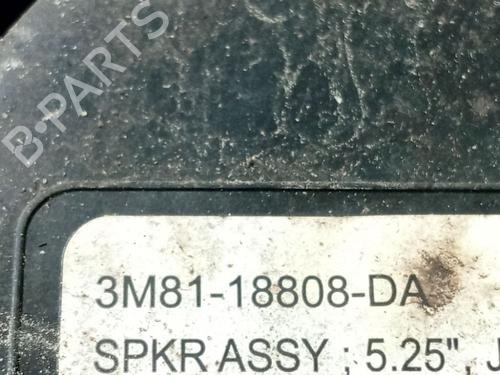 B-PARTS
3M81-18808-DA
SPKR ASSY ; 5.25", J